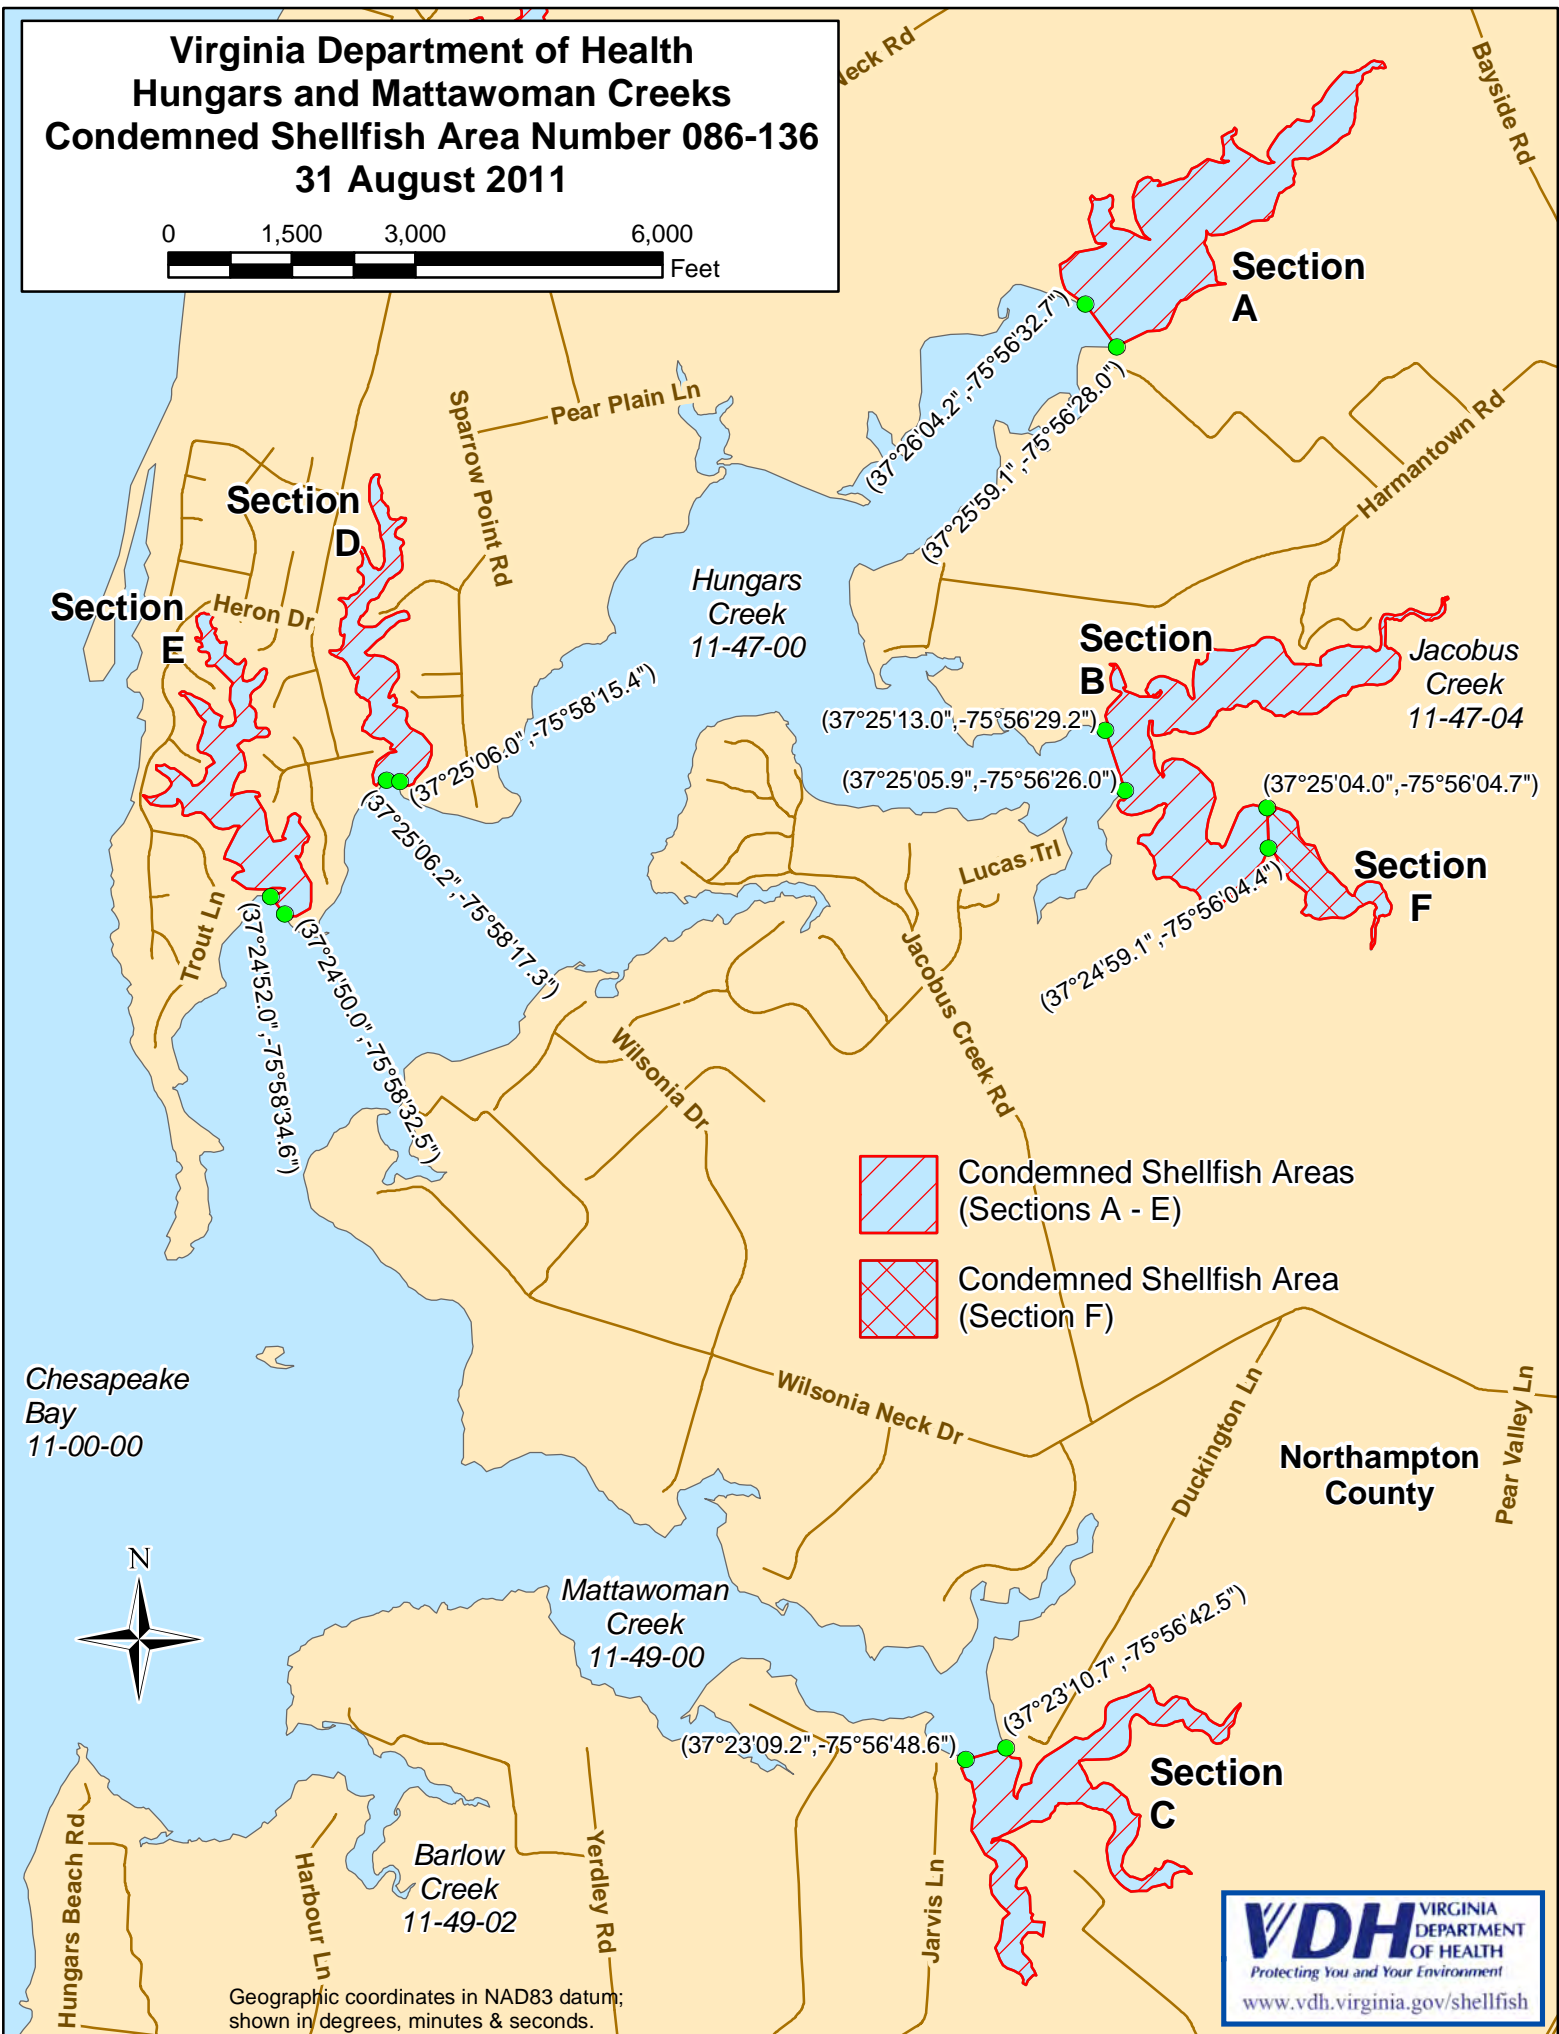 Virginia Department of Health
Hungars and Mattawoman Creeks
Condemned Shellfish Area Number 086-136
31 August 2011
0 1,500 3,000 6,000
Feet
Neck Rd
Bayside Rd
Section
A
(37°26'04.2",-75°56'32.7")
(37°25'59.1",-75°56'28.0")
Pear Plain Ln
Sparrow Point Rd
Harmantown Rd
Section
D
Section
E
Heron Dr
Hungars
Creek
11-47-00
Section
B
Jacobus
Creek
11-47-04
(37°25'06.0",-75°58'15.4")
(37°25'13.0",-75°56'29.2")
(37°25'05.9",-75°56'26.0")
(37°25'04.0",-75°56'04.7")
(37°25'06.2",-75°58'17.3")
Lucas Trl
Section
F
(37°24'59.1",-75°56'04.4")
Trout Ln
(37°24'52.0",-75°58'34.6")
(37°24'50.0",-75°58'32.5")
Jacobus Creek Rd
Wilsonia Dr
Condemned Shellfish Areas
(Sections A - E)
Condemned Shellfish Area
(Section F)
Chesapeake
Bay
11-00-00
Wilsonia Neck Dr
Duckington Ln
Pear Valley Ln
Northampton
County
N
Mattawoman
Creek
11-49-00
(37°23'10.7",-75°56'42.5")
(37°23'09.2",-75°56'48.6")
Section
C
Hungars Beach Rd
Harbour Ln
Barlow
Creek
11-49-02
Yerdley Rd
Jarvis Ln
Geographic coordinates in NAD83 datum;
shown in degrees, minutes & seconds.
VDH
VIRGINIA
DEPARTMENT
OF HEALTH
Protecting You and Your Environment
www.vdh.virginia.gov/shellfish